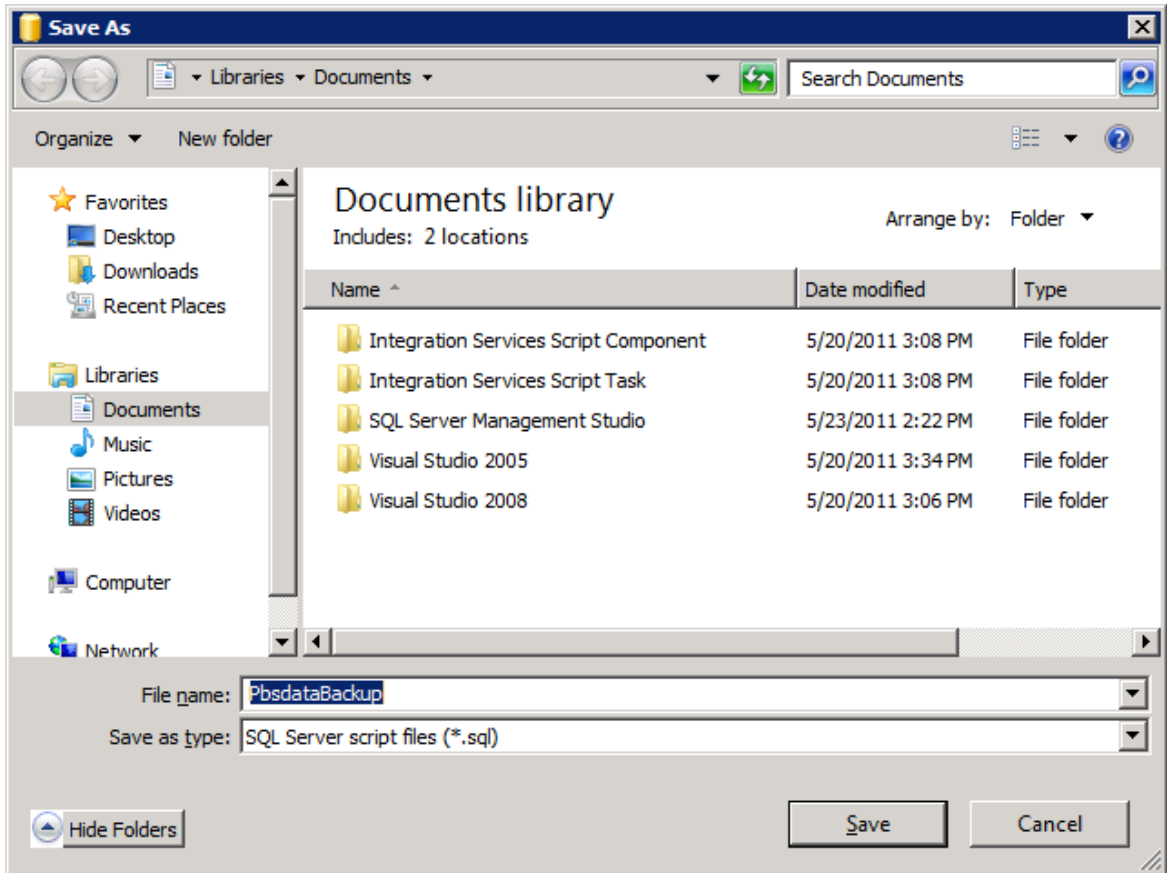 Save As
Libraries Documents
Search Documents
Organize New folder
Favorites
Desktop
Downloads
Recent Places
Libraries
Documents
Music
Pictures
Videos
Computer
Network
Documents library
Includes: 2 locations
Arrange by: Folder
Name Date modified Type
Integration Services Script Component 5/20/2011 3:08 PM File folder
Integration Services Script Task 5/20/2011 3:08 PM File folder
SQL Server Management Studio 5/23/2011 2:22 PM File folder
Visual Studio 2005 5/20/2011 3:34 PM File folder
Visual Studio 2008 5/20/2011 3:06 PM File folder
File name: PbsdataBackup
Save as type: SQL Server script files (*.sql)
Hide Folders
Save
Cancel